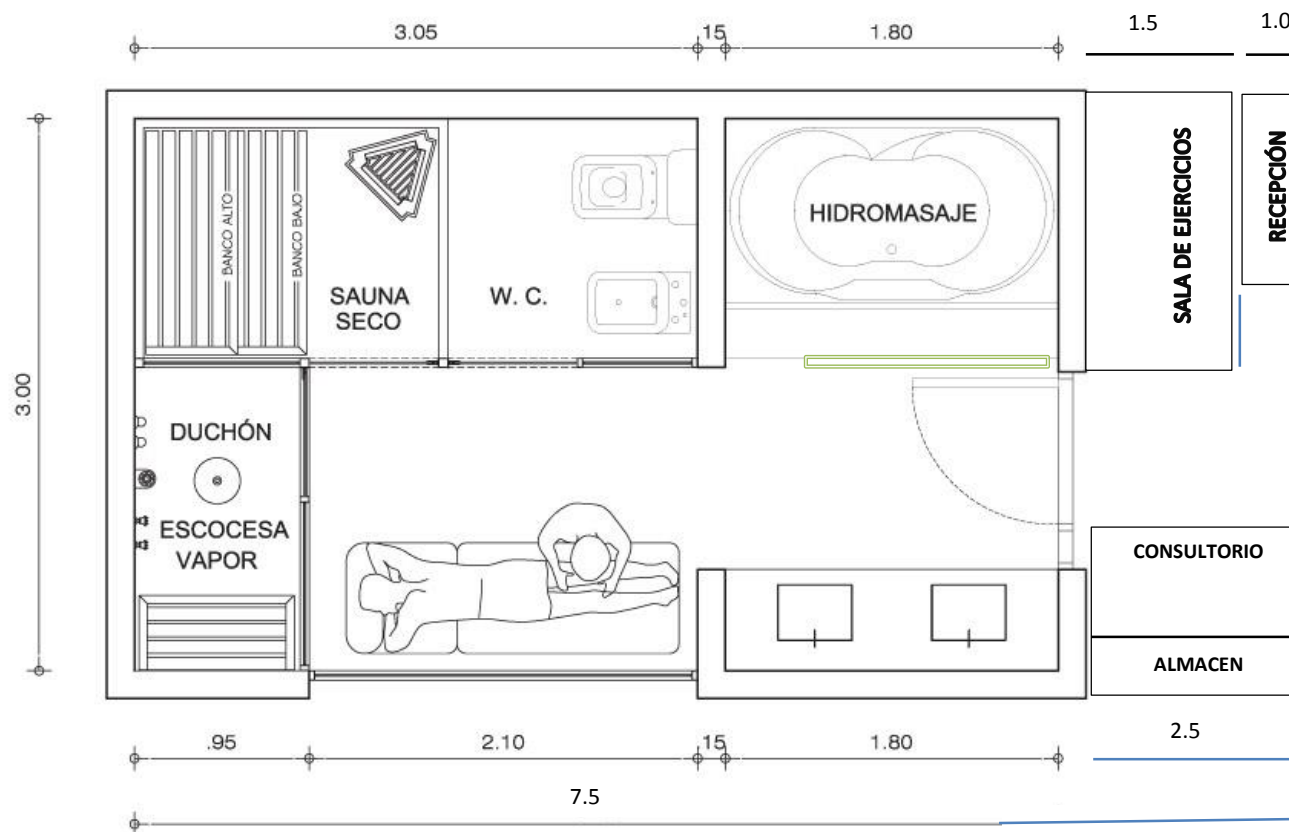 3.05
15
1.80
1.5
1.0
3.00
BANCO ALTO
BANCO BAJO
SAUNA
SECO
W. C.
HIDROMASAJE
SALA DE EJERCICIOS
RECEPCIÓN
DUCHÓN
ESCOCESA
VAPOR
CONSULTORIO
ALMACEN
.95
2.10
15
1.80
2.5
7.5